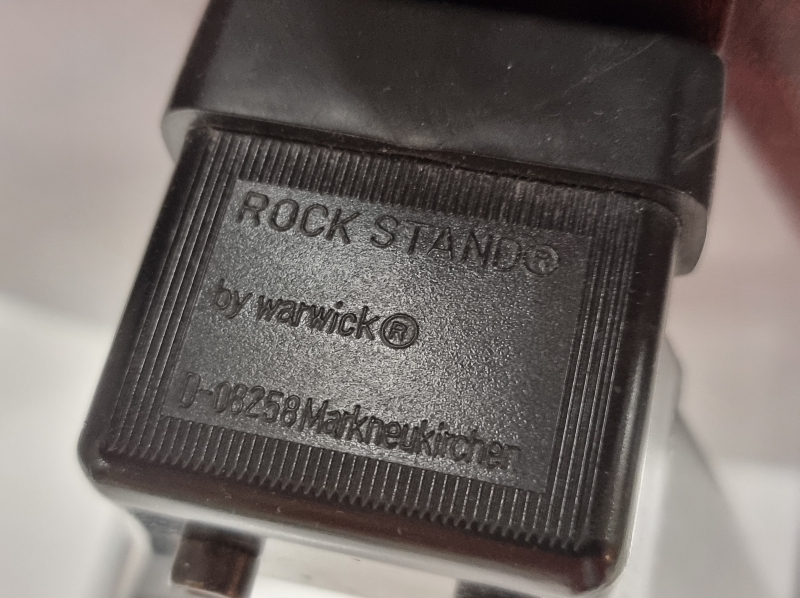 ROCK STAND®
by warwick®
D-08258 Markneukirchen